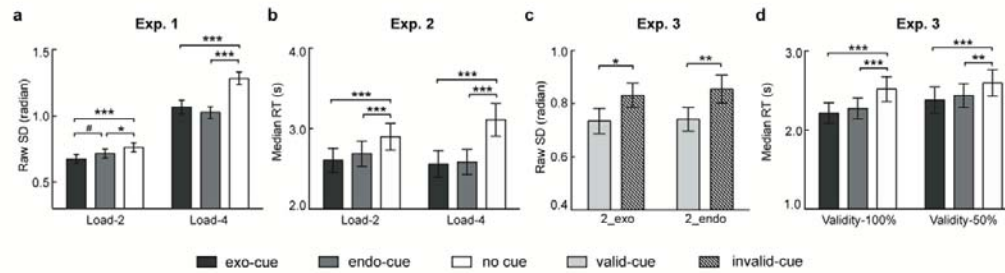 a Exp. 1
Raw SD (radian)
1.5
1.0
0.5
***
#
*
***
***
Load-2 Load-4
b Exp. 2
Median RT (s)
4.0
3.0
2.0
***
***
***
***
Load-2 Load-4
c Exp. 3
Raw SD (radian)
1.0
0.8
0.6
0.4
*
**
2_exo 2_endo
d Exp. 3
Median RT (s)
3.0
2.0
1.0
***
***
***
**
Validity-100% Validity-50%
exo-cue endo-cue no cue valid-cue invalid-cue